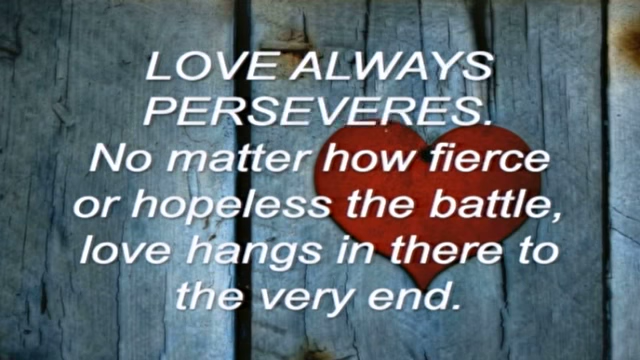 LOVE ALWAYS
PERSEVERES.
No matter how fierce
or hopeless the battle,
love hangs in there to
the very end.